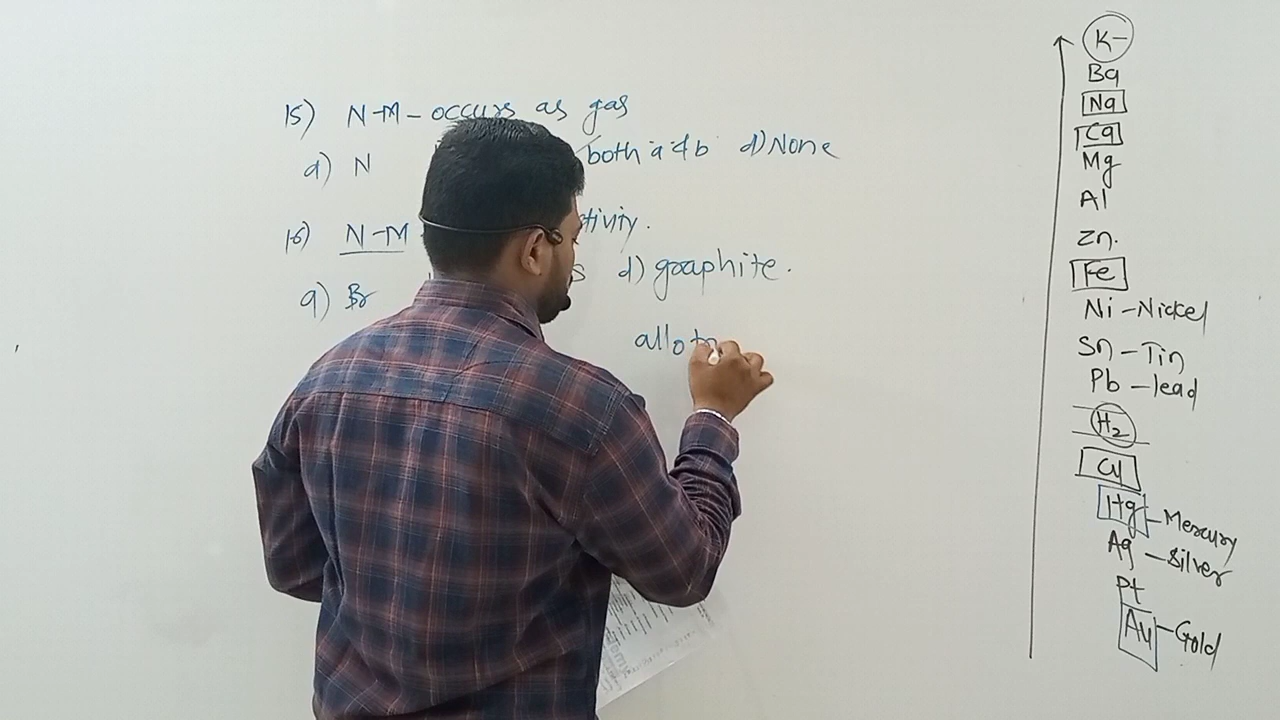 15) N-M- occurs as gas
a) N both a & b d) None
16) N-M tivity.
a) Br s d) graphite.
allotr
K
Ba
Na
Ca
Mg
Al
Zn.
Fe
Ni - Nickel
Sn - Tin
Pb - lead
H2
Cu
Hg - Mercury
Ag - Silver
Pt
Au - Gold